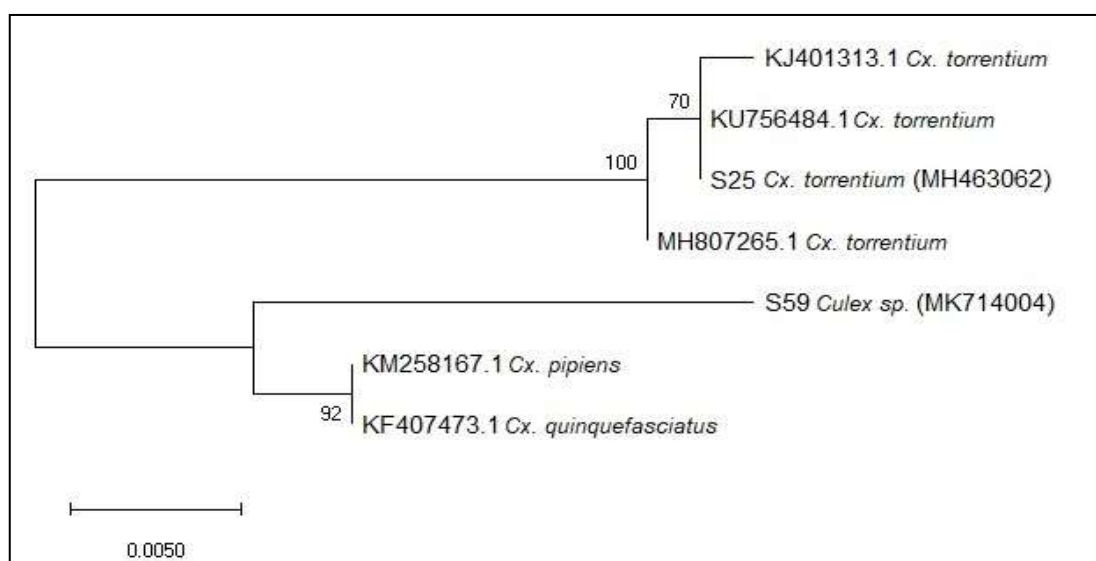 KJ401313.1 Cx. torrentium
70
KU756484.1 Cx. torrentium
100
S25 Cx. torrentium (MH463062)
MH807265.1 Cx. torrentium
S59 Culex sp. (MK714004)
KM258167.1 Cx. pipiens
92
KF407473.1 Cx. quinquefasciatus
0.0050